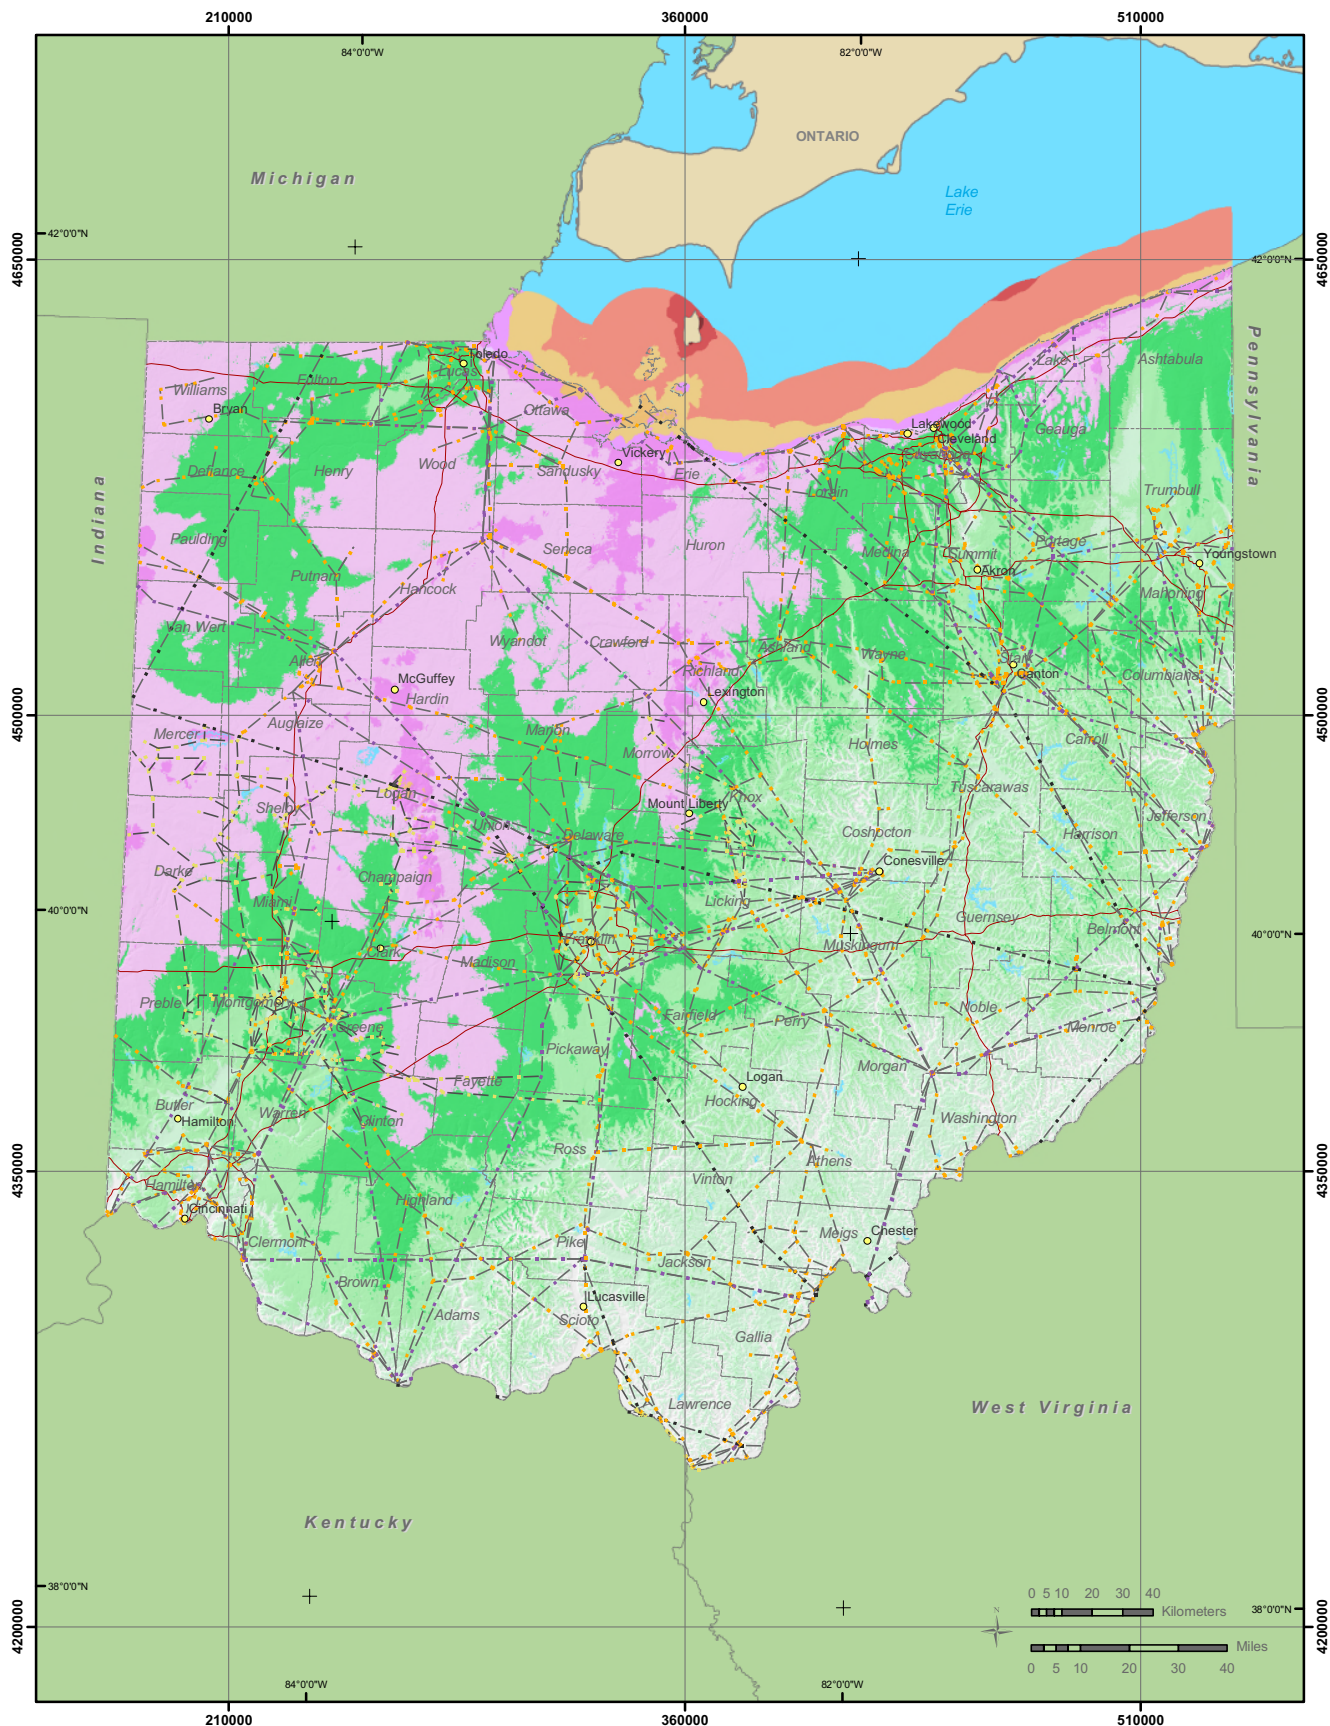 210000
360000
510000
84°0'0"W
82°0'0"W
ONTARIO
Michigan
Lake
Erie
42°0'0"N
42°0'0"N
4650000
4650000
Pennsylvania
Indiana
Toledo
Lucas
Fulton
Williams
Bryan
Ottawa
Lake
Ashtabula
Geauga
Lakewood
Cleveland
Cuyahoga
Defiance
Henry
Wood
Sandusky
Vickery
Erie
Lorain
Trumbull
Paulding
Seneca
Huron
Medina
Summit
Portage
Youngstown
Akron
Putnam
Hancock
Mahoning
Van Wert
Wyandot
Crawford
Ashland
Wayne
Stark
Canton
Columbiana
Allen
McGuffey
Hardin
Richland
Lexington
4500000
4500000
Mercer
Auglaize
Marion
Morrow
Holmes
Carroll
Shelby
Logan
Union
Mount Liberty
Knox
Tuscarawas
Delaware
Coshocton
Harrison
Jefferson
Darke
Champaign
Conesville
Miami
Licking
Guernsey
Belmont
40°0'0"N
40°0'0"N
Clark
Franklin
Muskingum
Madison
Preble
Montgomery
Greene
Fairfield
Perry
Noble
Monroe
Pickaway
Morgan
Fayette
Logan
Hocking
Butler
Hamilton
Warren
Clinton
Washington
Ross
Athens
4350000
4350000
Hamilton
Vinton
Highland
Cincinnati
Clermont
Pike
Meigs
Chester
Jackson
Brown
Lucasville
Adams
Scioto
Gallia
Lawrence
West Virginia
Kentucky
38°0'0"N
38°0'0"N
0 5 10 20 30 40
Kilometers
N
Miles
0 5 10 20 30 40
4200000
4200000
84°0'0"W
82°0'0"W
210000
360000
510000